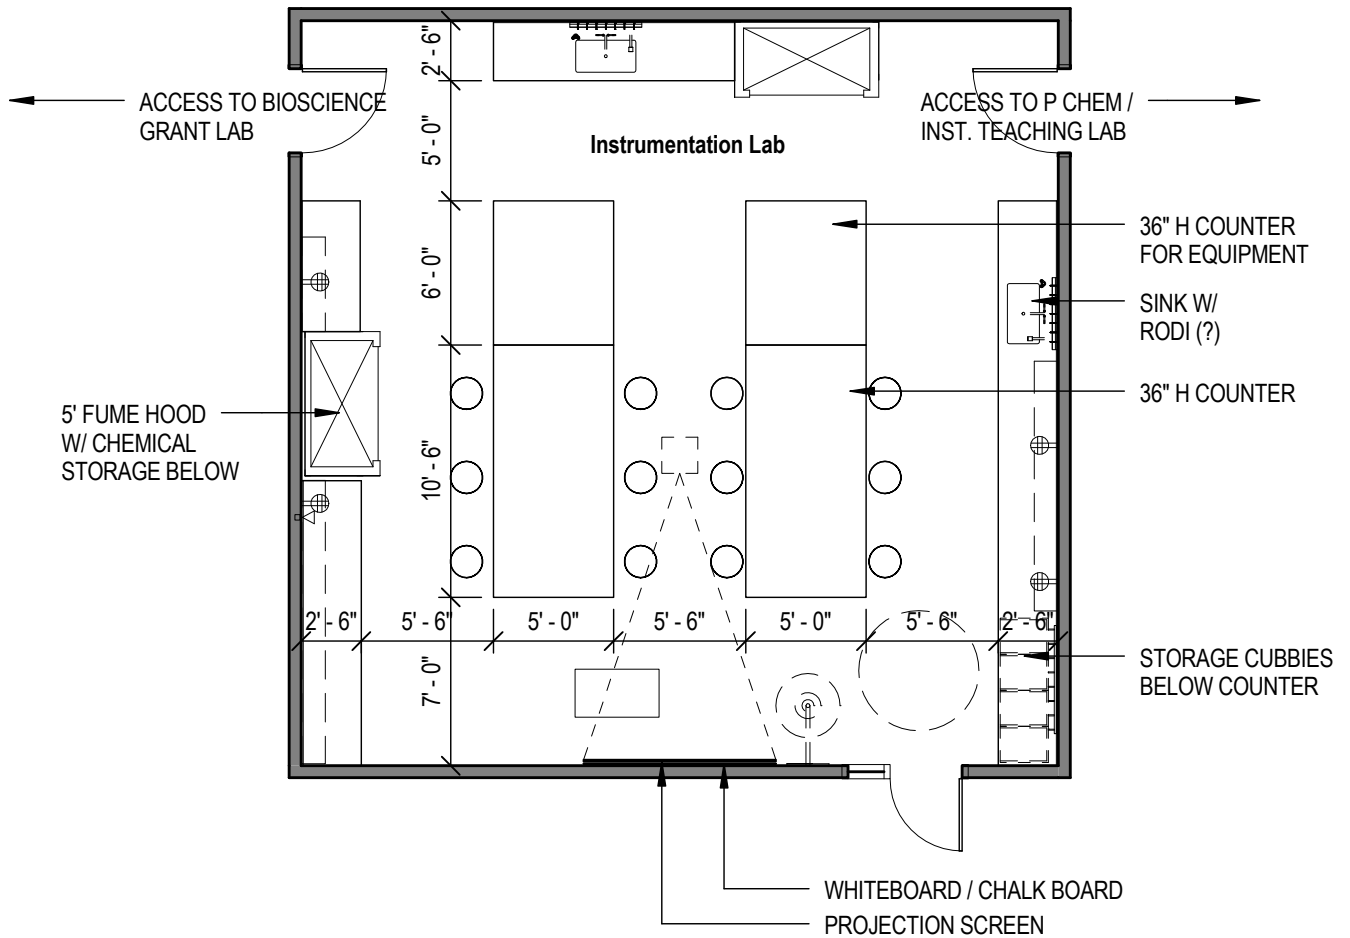 2' - 6"
ACCESS TO BIOSCIENCE
GRANT LAB
ACCESS TO P CHEM /
INST. TEACHING LAB
5' - 0"
Instrumentation Lab
36" H COUNTER
FOR EQUIPMENT
6' - 0"
SINK W/
RODI (?)
36" H COUNTER
5' FUME HOOD
W/ CHEMICAL
STORAGE BELOW
10' - 6"
2' - 6"
5' - 6"
5' - 0"
5' - 6"
5' - 0"
5' - 6"
2' - 6"
7' - 0"
STORAGE CUBBIES
BELOW COUNTER
WHITEBOARD / CHALK BOARD
PROJECTION SCREEN